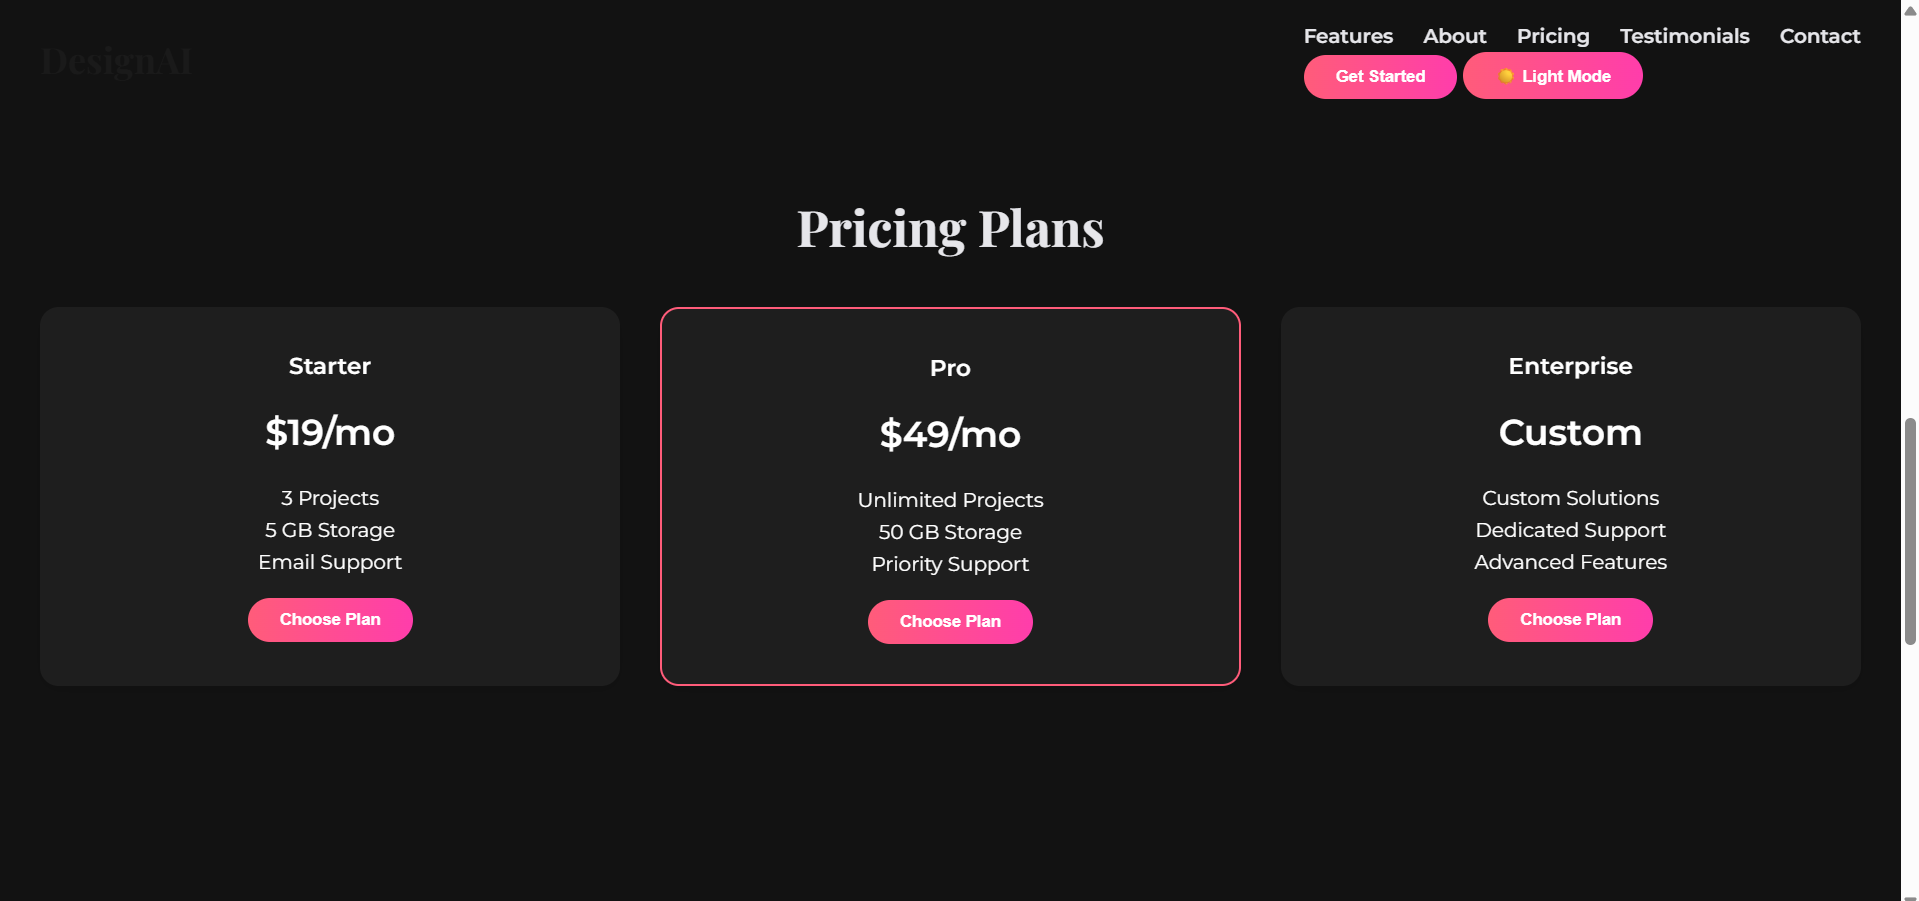 DesignAI
Features About Pricing Testimonials Contact
Get Started Light Mode
Pricing Plans
Starter
$19/mo
3 Projects
5 GB Storage
Email Support
Choose Plan
Pro
$49/mo
Unlimited Projects
50 GB Storage
Priority Support
Choose Plan
Enterprise
Custom
Custom Solutions
Dedicated Support
Advanced Features
Choose Plan